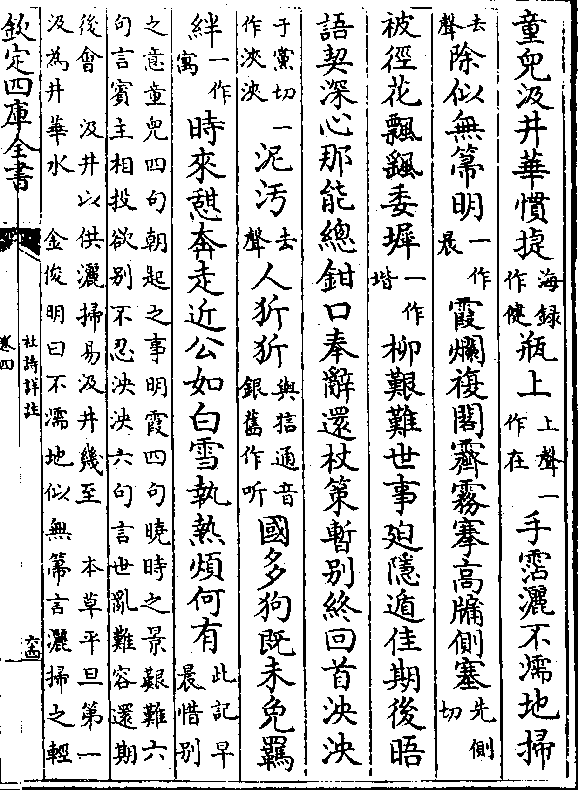 童兒汲井華慣捷海録作健瓶上上聲一作在手霑灑不濡地掃
去聲除似無箒明一作晨霞爛複閣霽霧搴高牖側塞先側切
被徑花飄颻委墀一作堦柳艱難世事廹隱遁佳期後晤
語契深心那能總鉗口奉辭還杖策暫別終回首泱泱
于黨切一作泱泱泥汚去聲人狋狋與狺通音銀舊作听國多狗既未免羈
絆一作寓時來憇奔走近公如白雪執熱煩何有此記早晨惜別
之意童兒四句朝起之事明霞四句曉時之景艱難六
句言賓主相投欲別不忍泱泱六句言世亂難容還期
後會 汲井以供灑掃易汲井幾至 本草平旦第一
汲為井華水 金俊明曰不濡地似無箒言灑掃之輕
欽定四庫全書
杜詩詳註
卷四